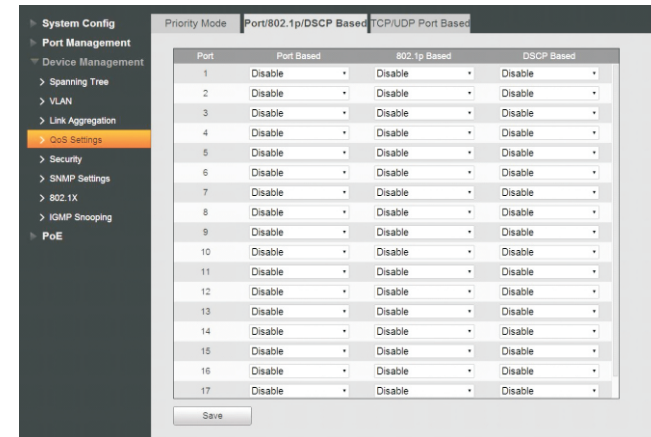 System Config
Port Management
Device Management
Spanning Tree
VLAN
Link Aggregation
QoS Settings
Security
SNMP Settings
802.1X
IGMP Snooping
PoE
Priority Mode Port/802.1p/DSCP Based TCP/UDP Port Based
Port Port Based 802.1p Based DSCP Based
1 Disable Disable Disable
2 Disable Disable Disable
3 Disable Disable Disable
4 Disable Disable Disable
5 Disable Disable Disable
6 Disable Disable Disable
7 Disable Disable Disable
8 Disable Disable Disable
9 Disable Disable Disable
10 Disable Disable Disable
11 Disable Disable Disable
12 Disable Disable Disable
13 Disable Disable Disable
14 Disable Disable Disable
15 Disable Disable Disable
16 Disable Disable Disable
17 Disable Disable Disable
Save